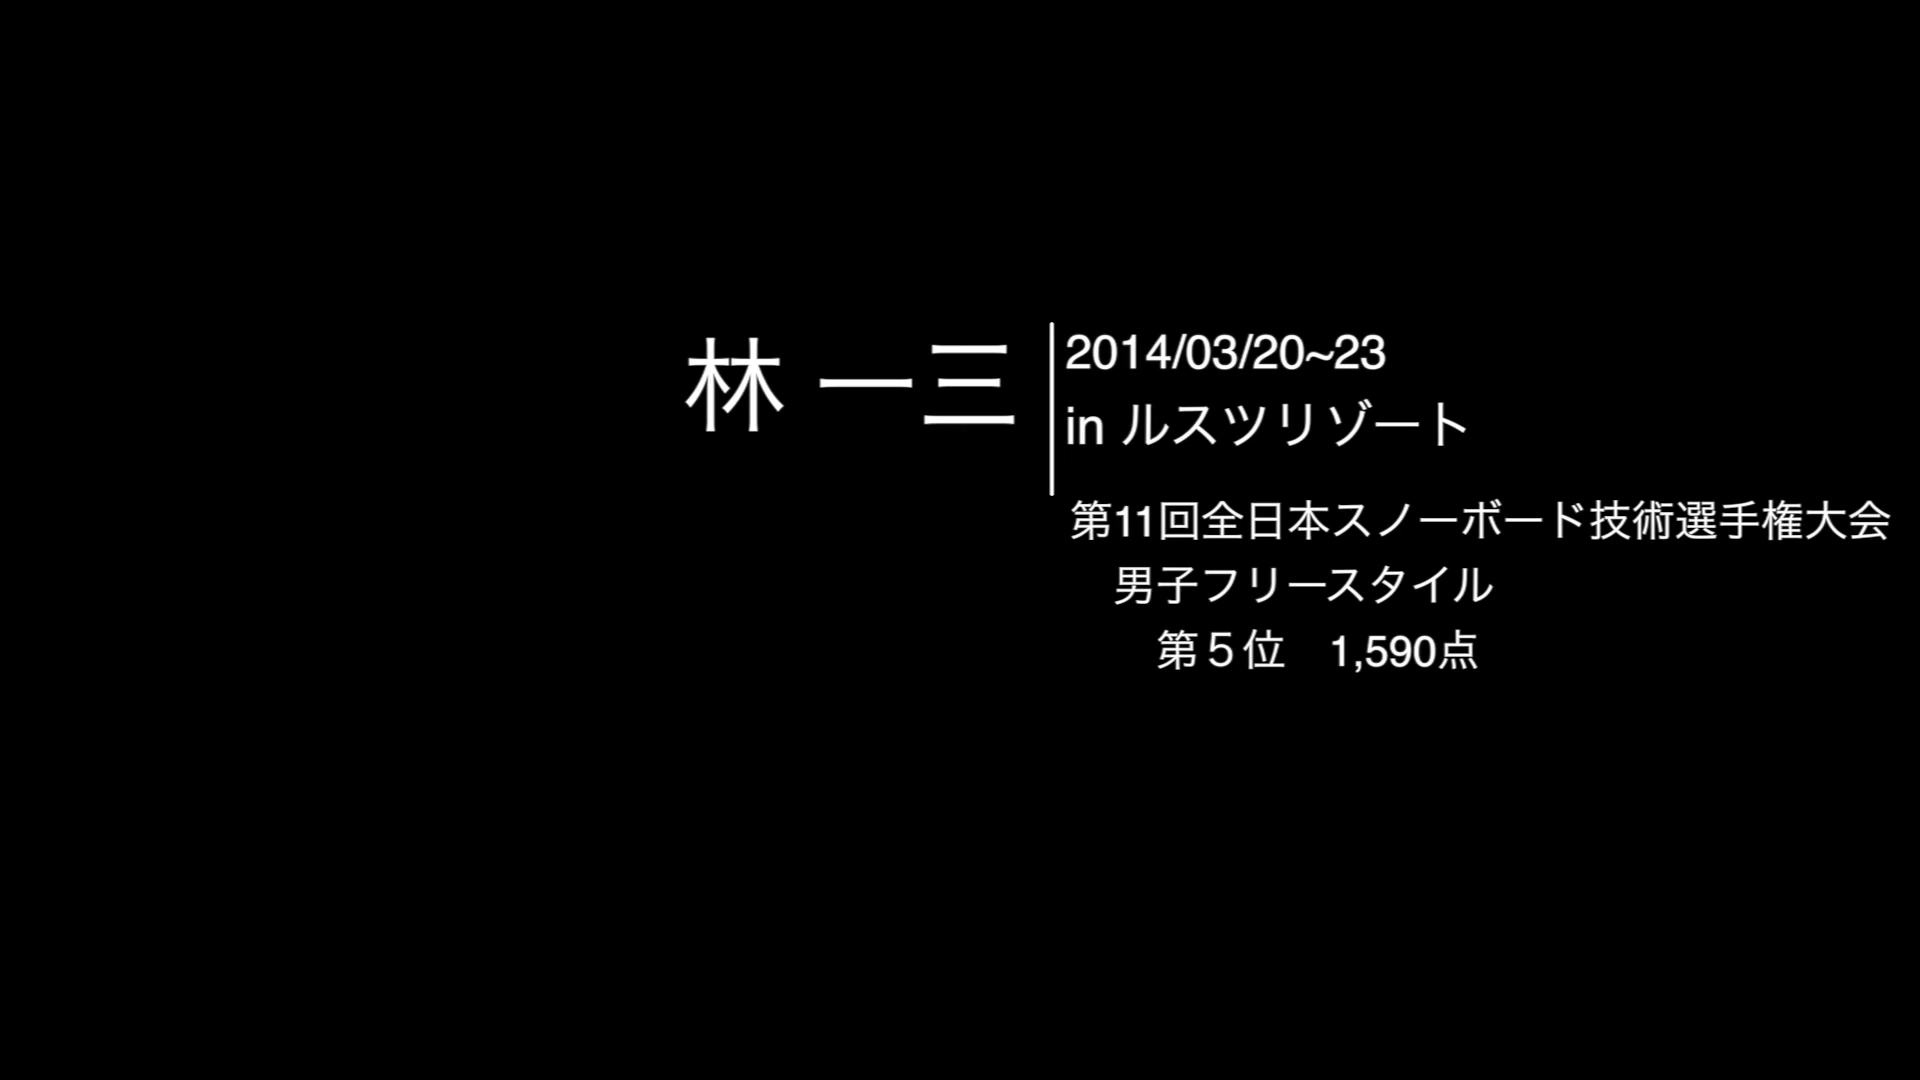 林 一三
2014/03/20~23
in ルスツリゾート
第11回全日本スノーボード技術選手権大会
男子フリースタイル
第５位　1,590点